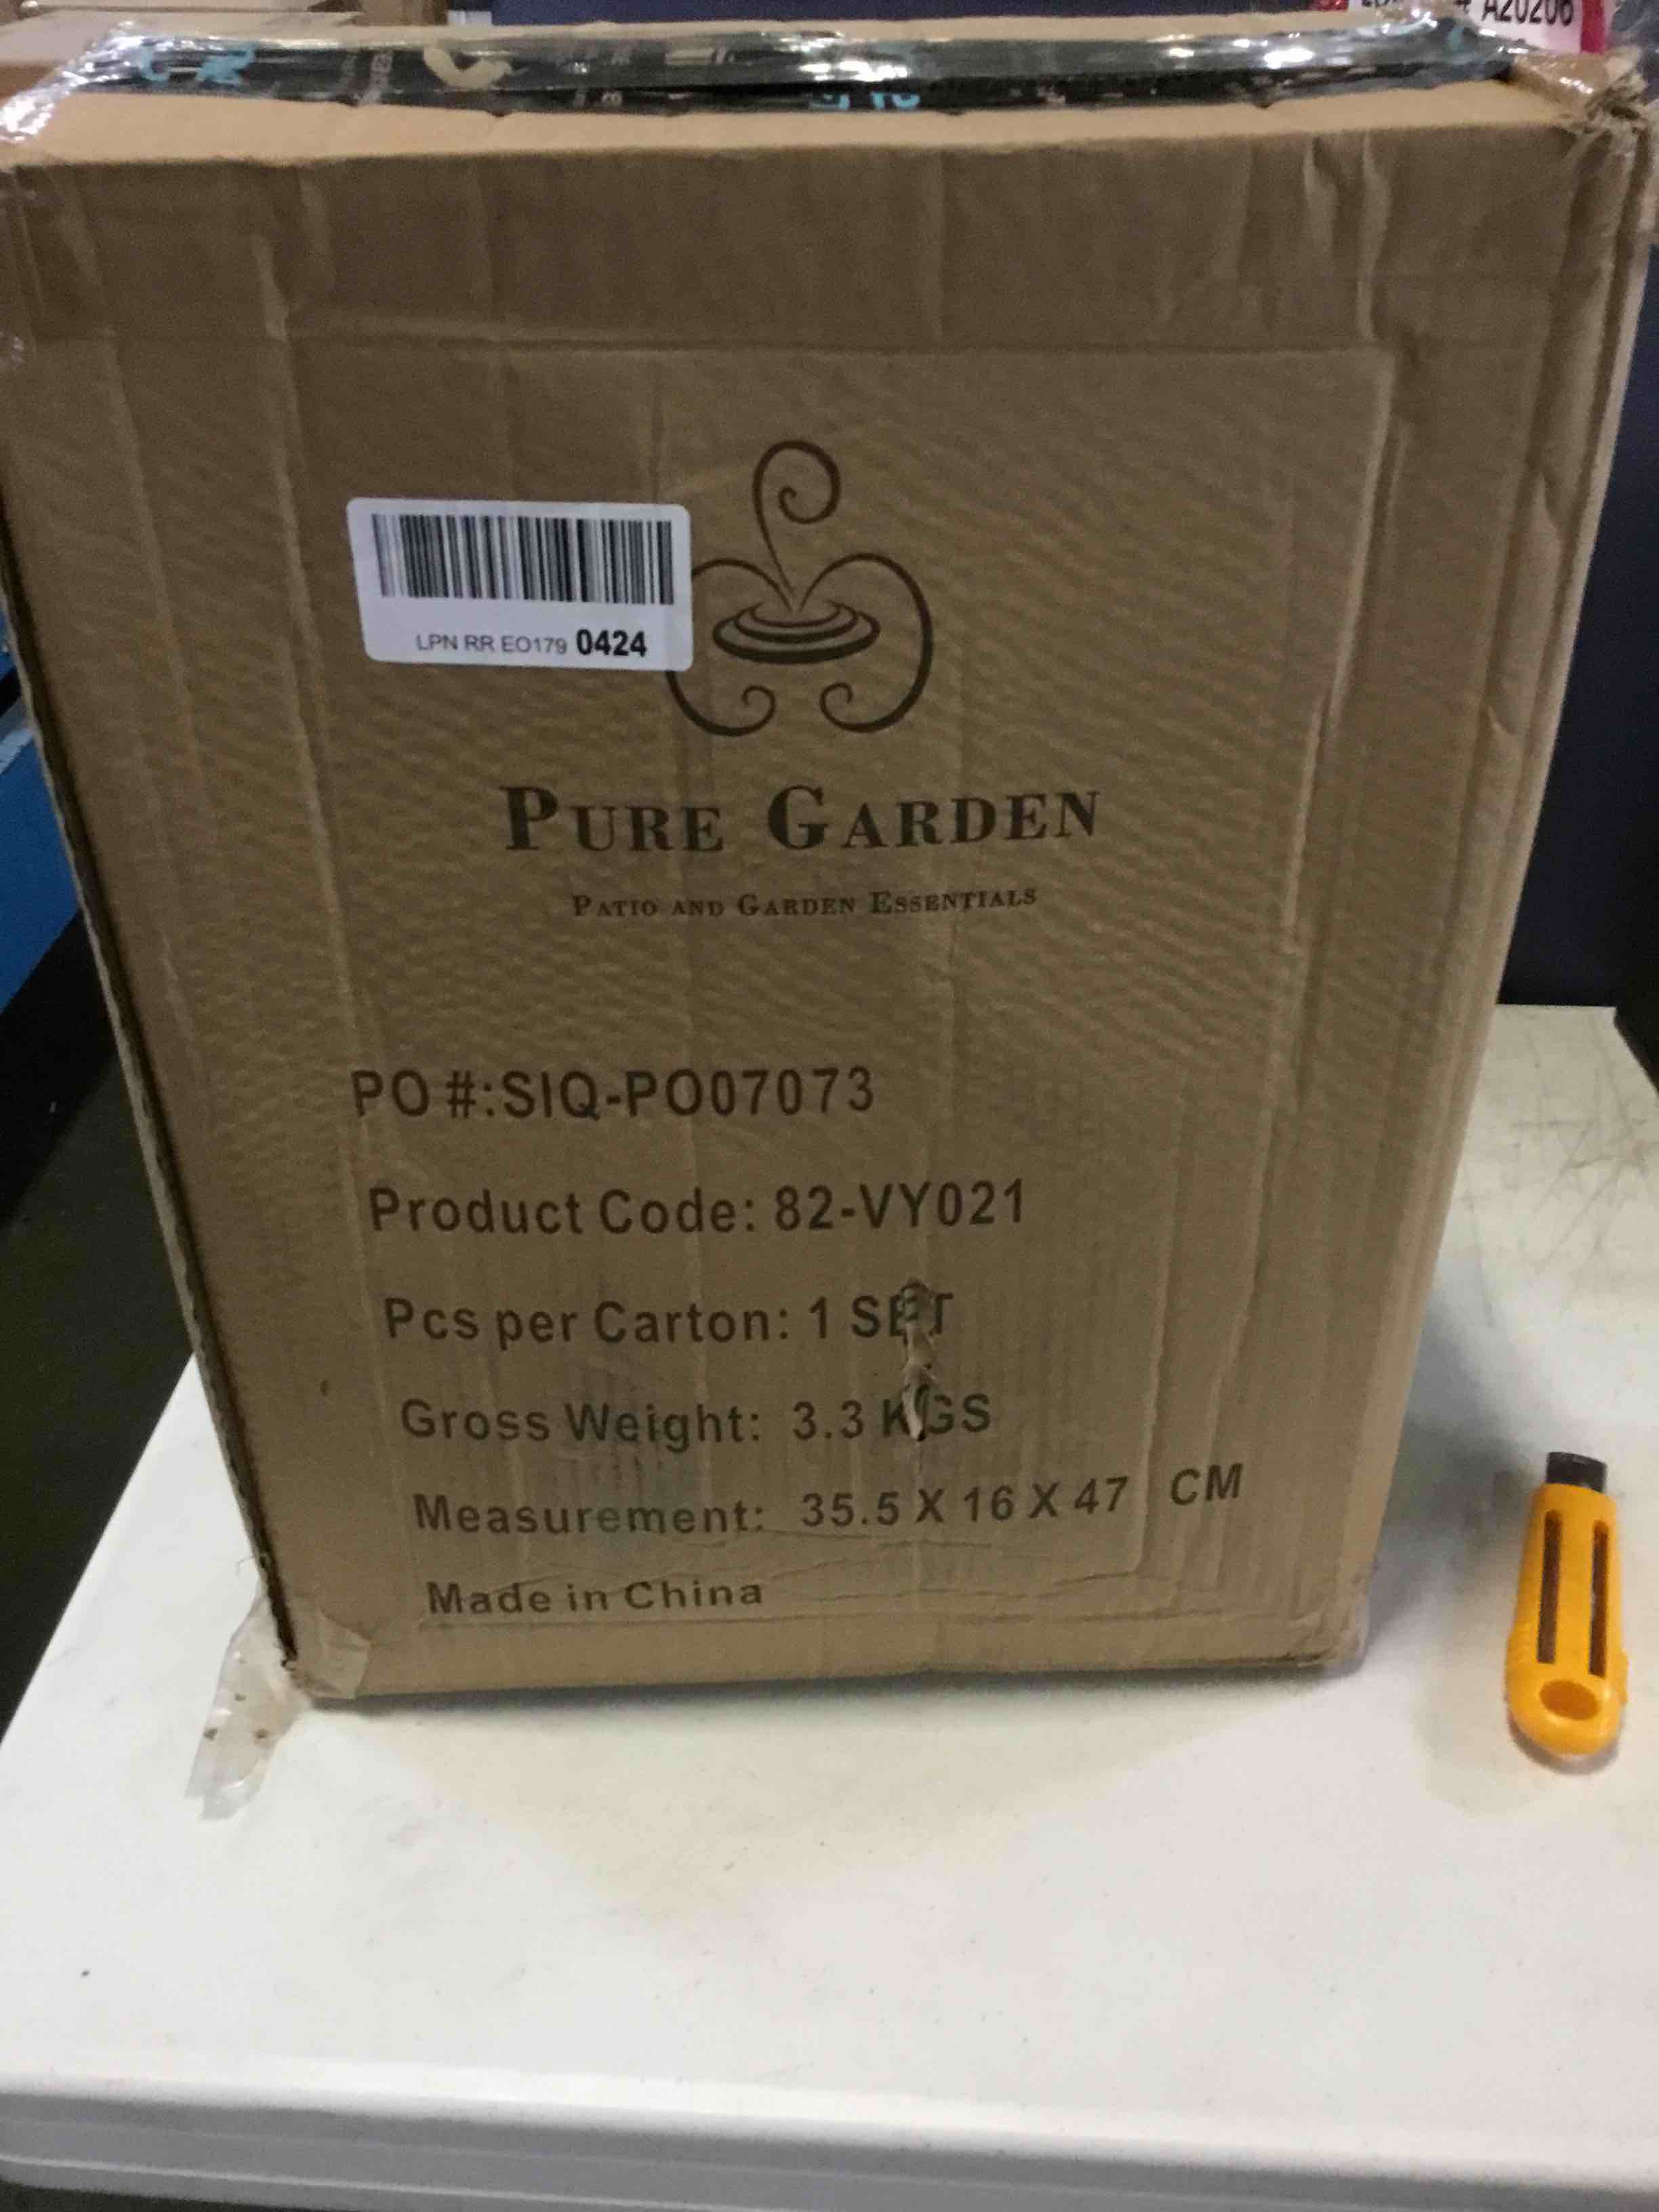 A20206
LPN RR EO179 0424
PURE GARDEN
PATIO AND GARDEN ESSENTIALS
PO #:SIQ-PO07073
Product Code: 82-VY021
Pcs per Carton: 1 SET
Gross Weight: 3.3 KGS
Measurement: 35.5 X 16 X 47 CM
Made in China